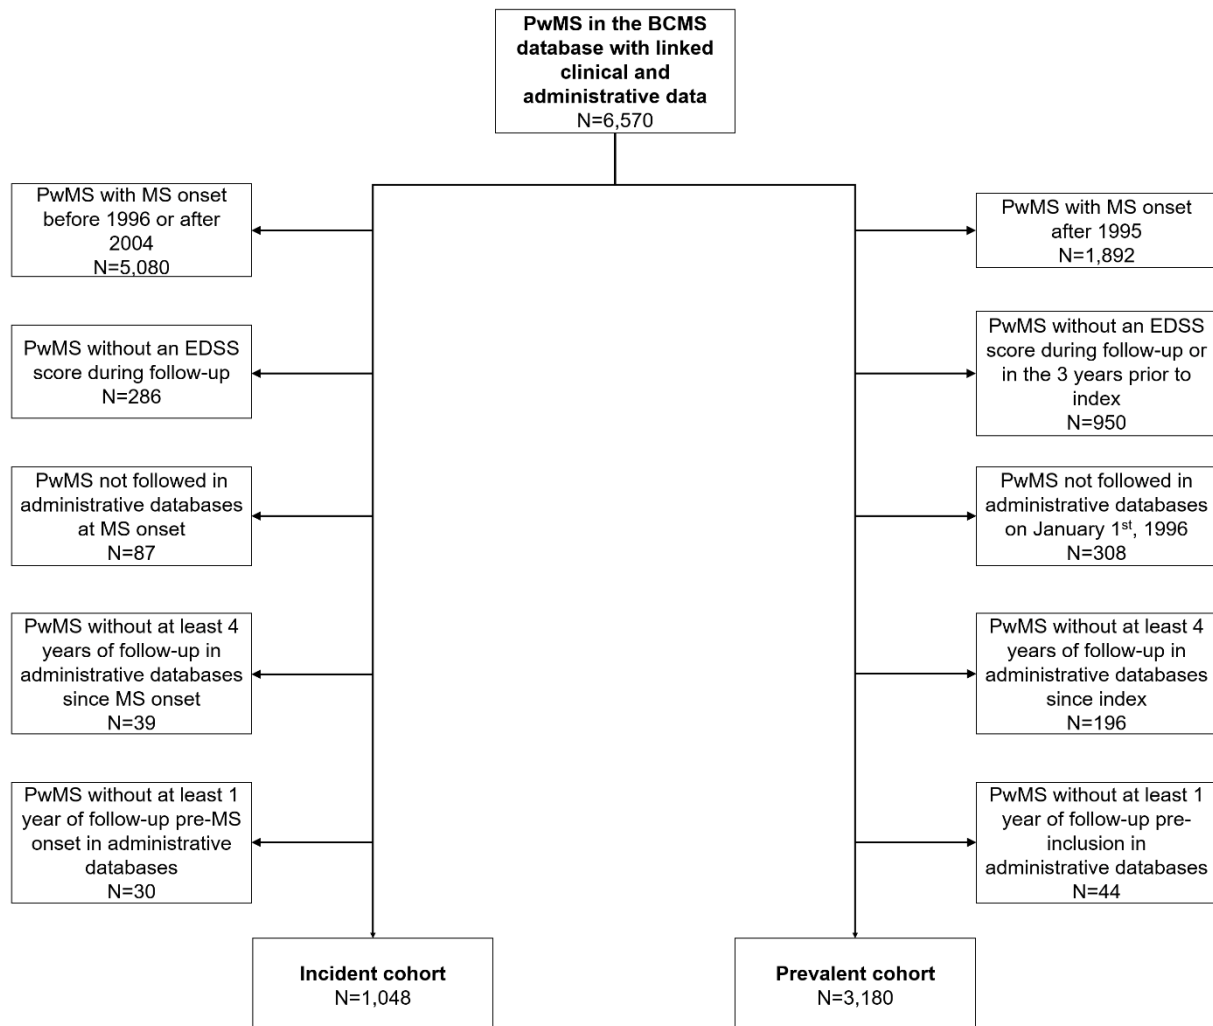 PwMS in the BCMS
database with linked
clinical and
administrative data
N=6,570
PwMS with MS onset
before 1996 or after
2004
N=5,080
PwMS with MS onset
after 1995
N=1,892
PwMS without an EDSS
score during follow-up
N=286
PwMS without an EDSS
score during follow-up or
in the 3 years prior to
index
N=950
PwMS not followed in
administrative databases
at MS onset
N=87
PwMS not followed in
administrative databases
on January 1st, 1996
N=308
PwMS without at least 4
years of follow-up in
administrative databases
since MS onset
N=39
PwMS without at least 4
years of follow-up in
administrative databases
since index
N=196
PwMS without at least 1
year of follow-up pre-MS
onset in administrative
databases
N=30
PwMS without at least 1
year of follow-up pre-
inclusion in
administrative databases
N=44
Incident cohort
N=1,048
Prevalent cohort
N=3,180